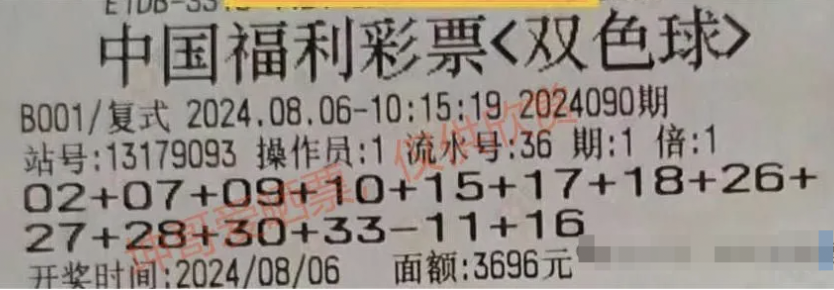 中国福利彩票<双色球>
B001/复式 2024.08.06-10:15:19 2024090期
站号:13179093 操作员:1 流水号:36 期:1 倍:1
02+07+09+10+15+17+18+26+
27+28+30+33-11+16
开奖时间:2024/08/06 面额:3696元